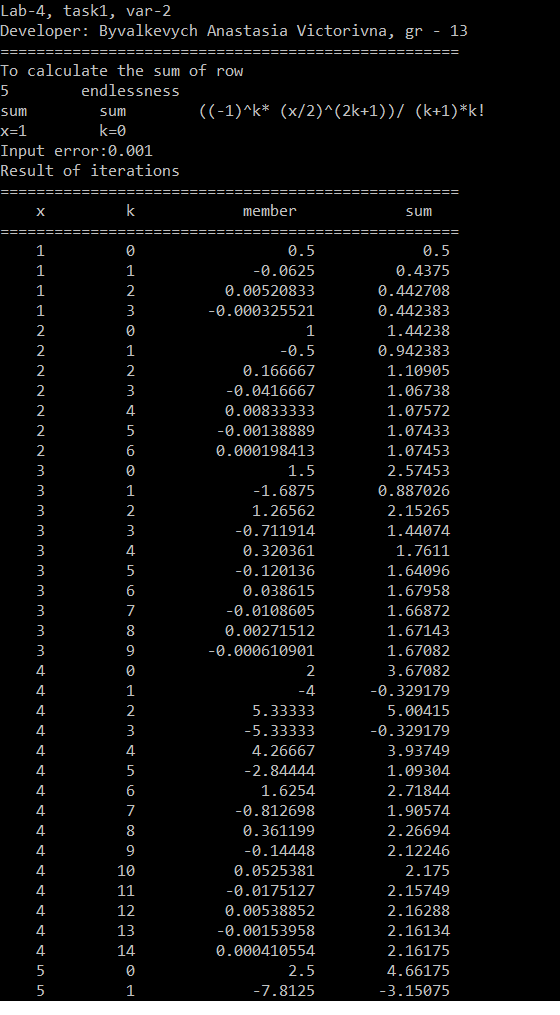 Lab-4, task1, var-2
Developer: Byvalkevych Anastasia Victorivna, gr - 13
===================================================
To calculate the sum of row
5        endlessness
sum        sum        ((-1)^k* (x/2)^(2k+1))/ (k+1)*k!
x=1        k=0
Input error:0.001
Result of iterations
===================================================
x         k            member            sum
===================================================
1         0               0.5            0.5
1         1           -0.0625         0.4375
1         2        0.00520833       0.442708
1         3      -0.000325521       0.442383
2         0                 1        1.44238
2         1              -0.5       0.942383
2         2          0.166667        1.10905
2         3        -0.0416667        1.06738
2         4        0.00833333        1.07572
2         5       -0.00138889        1.07433
2         6       0.000198413        1.07453
3         0               1.5        2.57453
3         1           -1.6875       0.887026
3         2           1.26562        2.15265
3         3         -0.711914        1.44074
3         4          0.320361         1.7611
3         5         -0.120136        1.64096
3         6          0.038615        1.67958
3         7        -0.0108605        1.66872
3         8        0.00271512        1.67143
3         9      -0.000610901        1.67082
4         0                 2        3.67082
4         1                -4      -0.329179
4         2           5.33333        5.00415
4         3          -5.33333      -0.329179
4         4           4.26667        3.93749
4         5          -2.84444        1.09304
4         6            1.6254        2.71844
4         7         -0.812698        1.90574
4         8          0.361199        2.26694
4         9          -0.14448        2.12246
4        10         0.0525381          2.175
4        11        -0.0175127        2.15749
4        12        0.00538852        2.16288
4        13       -0.00153958        2.16134
4        14       0.000410554        2.16175
5         0               2.5        4.66175
5         1           -7.8125       -3.15075